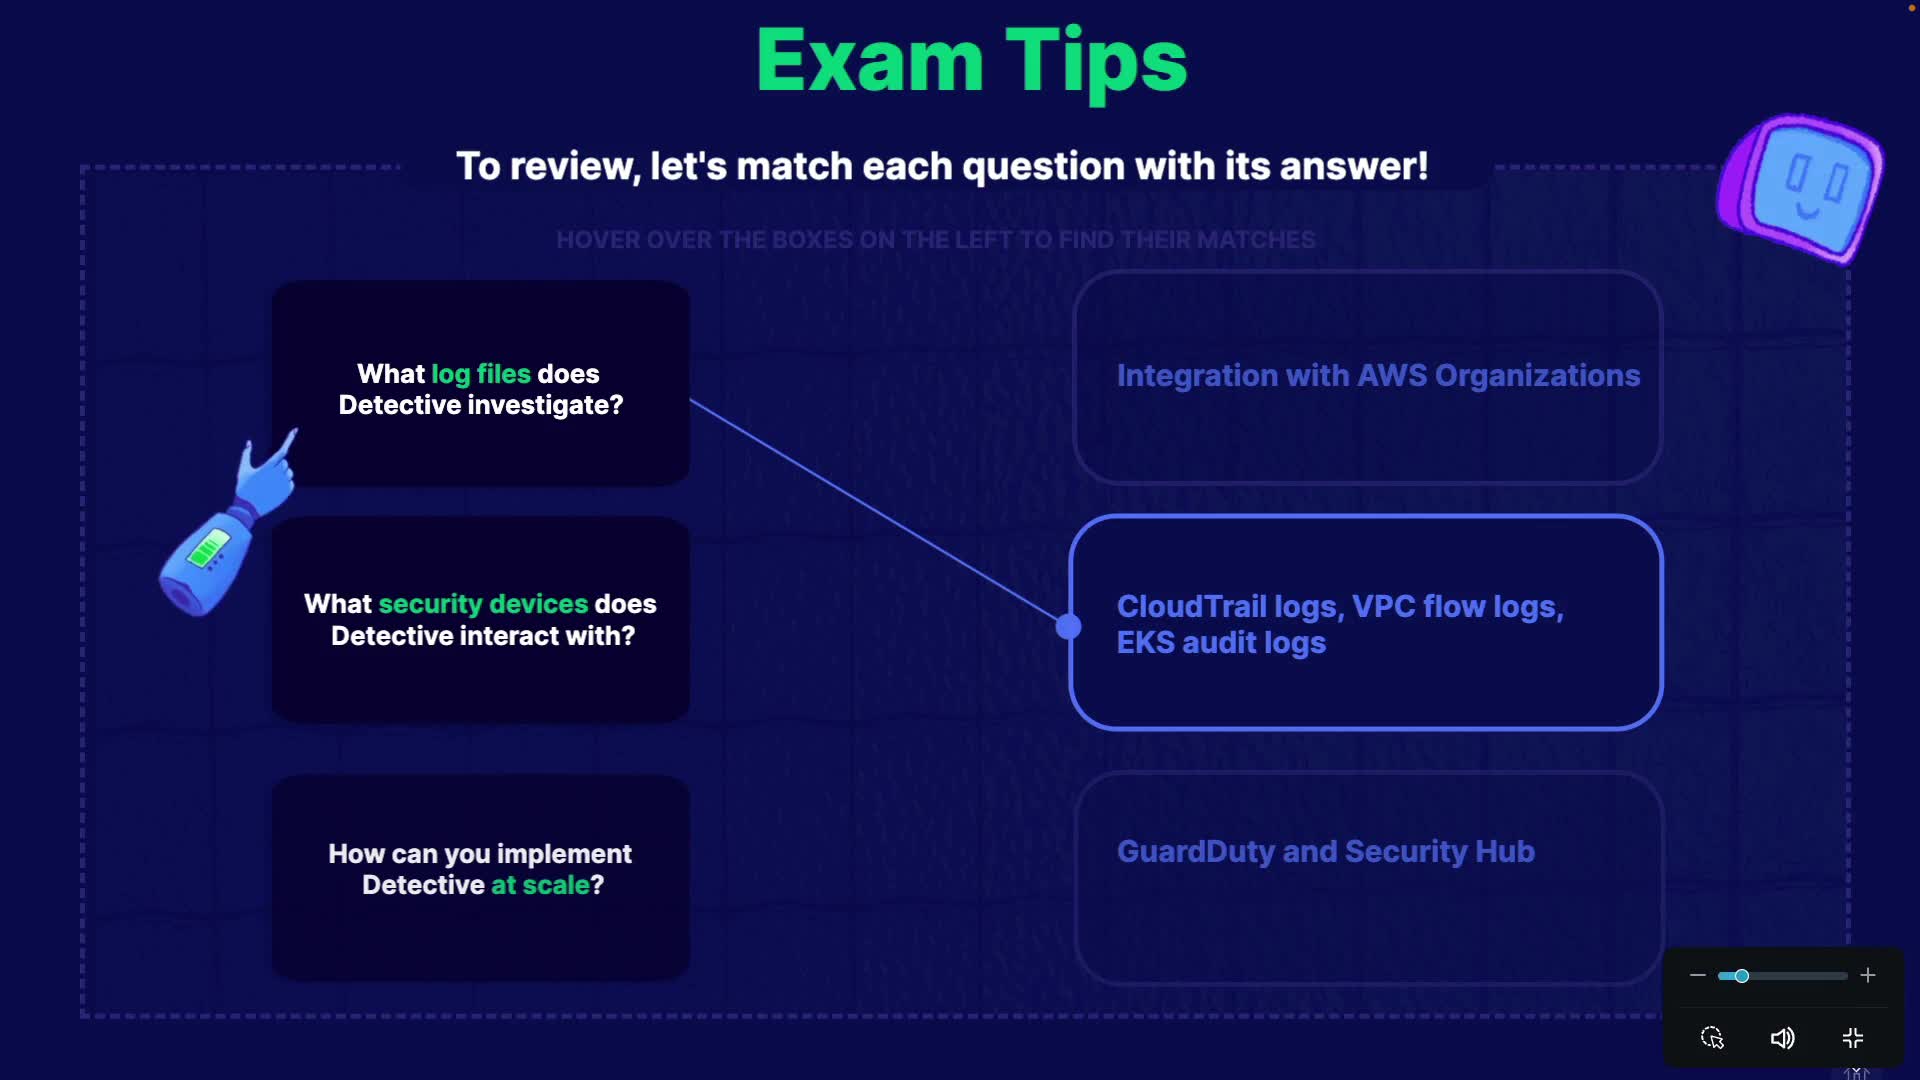 Exam Tips
To review, let's match each question with its answer!
HOVER OVER THE BOXES ON THE LEFT TO FIND THEIR MATCHES
What log files does
Detective investigate?
Integration with AWS Organizations
What security devices does
Detective interact with?
CloudTrail logs, VPC flow logs,
EKS audit logs
How can you implement
Detective at scale?
GuardDuty and Security Hub